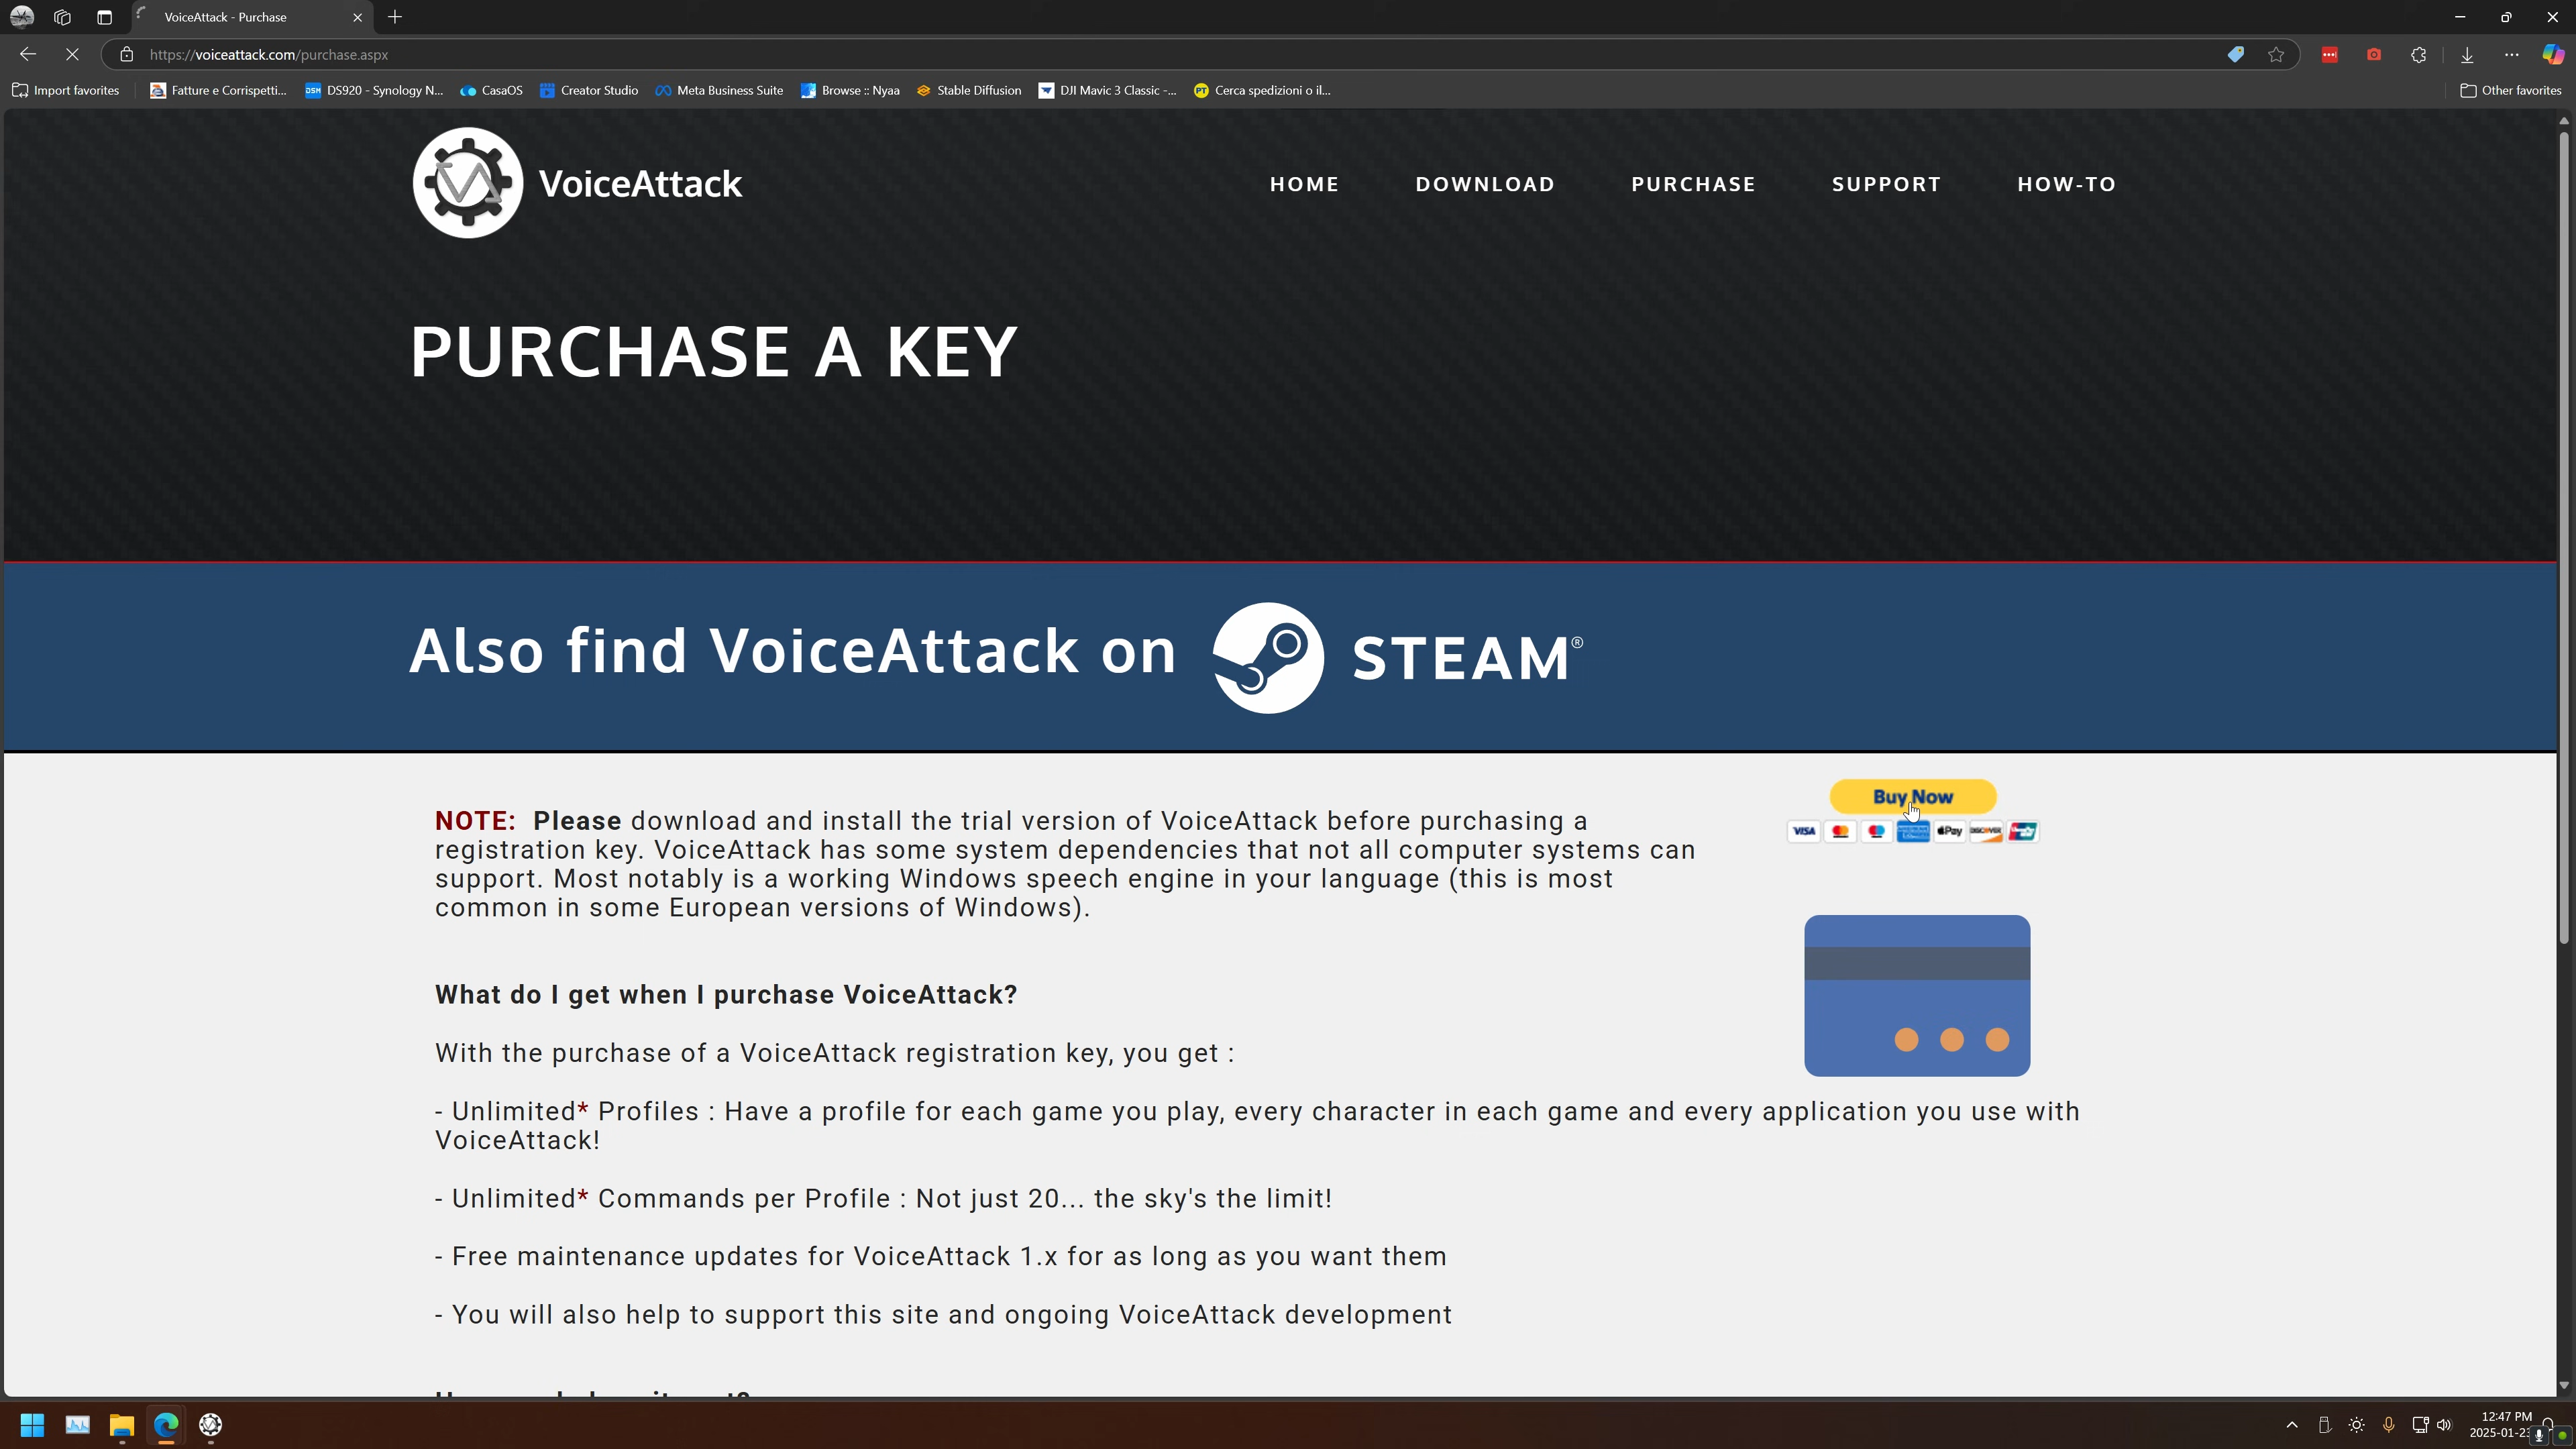 VoiceAttack - Purchase
https://voiceattack.com/purchase.aspx
Import favorites
Fatture e Corrispetti...
DS920 - Synology N...
CasaOS
Creator Studio
Meta Business Suite
Browse :: Nyaa
Stable Diffusion
DJI Mavic 3 Classic -...
Cerca spedizioni o il...
Other favorites
VoiceAttack
HOME
DOWNLOAD
PURCHASE
SUPPORT
HOW-TO
PURCHASE A KEY
Also find VoiceAttack on STEAM®
Buy Now
VISA
Pay
DISCOVER
NOTE: Please download and install the trial version of VoiceAttack before purchasing a
registration key. VoiceAttack has some system dependencies that not all computer systems can
support. Most notably is a working Windows speech engine in your language (this is most
common in some European versions of Windows).
What do I get when I purchase VoiceAttack?
With the purchase of a VoiceAttack registration key, you get :
- Unlimited* Profiles : Have a profile for each game you play, every character in each game and every application you use with
VoiceAttack!
- Unlimited* Commands per Profile : Not just 20... the sky's the limit!
- Free maintenance updates for VoiceAttack 1.x for as long as you want them
- You will also help to support this site and ongoing VoiceAttack development
12:47 PM
2025-01-23